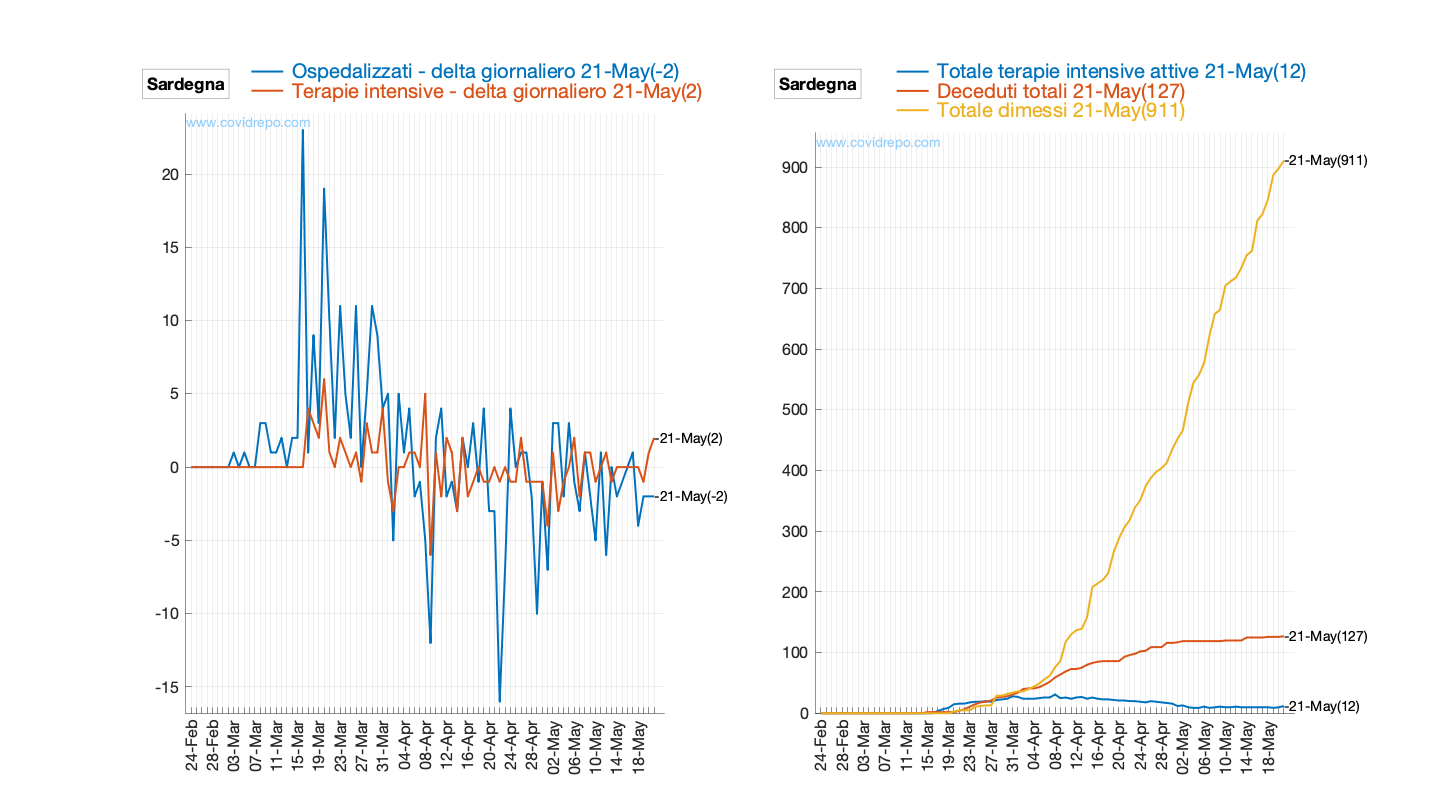 Sardegna
Ospedalizzati - delta giornaliero 21-May(-2)
Terapie intensive - delta giornaliero 21-May(2)
www.covidrepo.com
20
15
10
5
0
-5
-10
-15
-21-May(2)
-21-May(-2)
24-Feb
28-Feb
03-Mar
07-Mar
11-Mar
15-Mar
19-Mar
23-Mar
27-Mar
31-Mar
04-Apr
08-Apr
12-Apr
16-Apr
20-Apr
24-Apr
28-Apr
02-May
06-May
10-May
14-May
18-May
Sardegna
Totale terapie intensive attive 21-May(12)
Deceduti totali 21-May(127)
Totale dimessi 21-May(911)
www.covidrepo.com
900
800
700
600
500
400
300
200
100
0
-21-May(911)
-21-May(127)
-21-May(12)
24-Feb
28-Feb
03-Mar
07-Mar
11-Mar
15-Mar
19-Mar
23-Mar
27-Mar
31-Mar
04-Apr
08-Apr
12-Apr
16-Apr
20-Apr
24-Apr
28-Apr
02-May
06-May
10-May
14-May
18-May